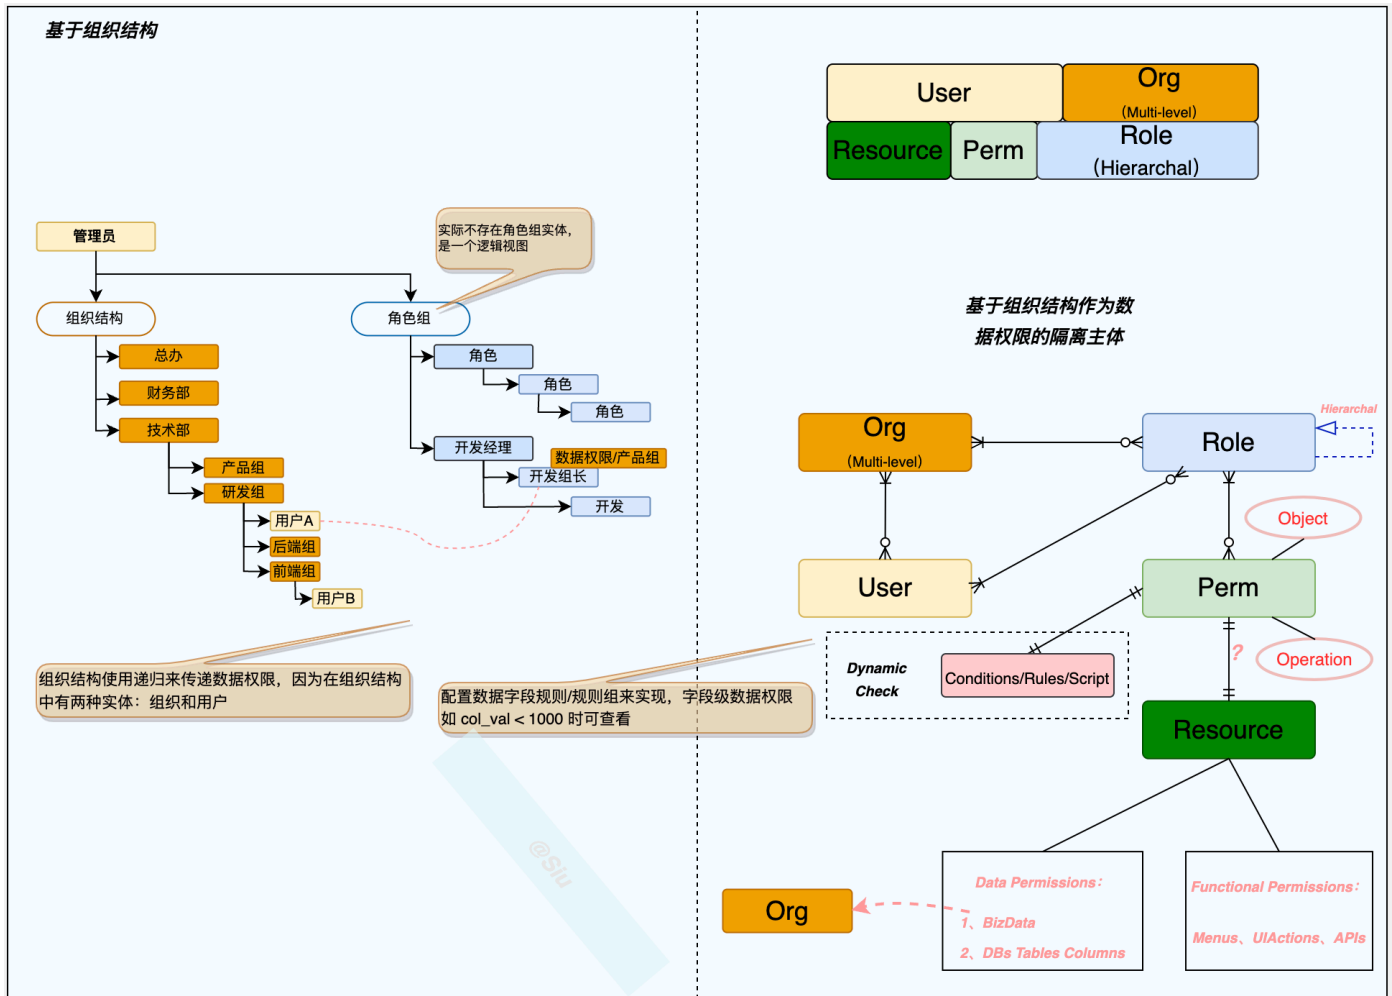 基于组织结构
User
Org
(Multi-level)
Resource
Perm
Role
(Hierarchal)
管理员
实际不存在角色组实体，
是一个逻辑视图
组织结构
角色组
总办
财务部
技术部
产品组
研发组
用户A
后端组
前端组
用户B
角色
角色
角色
开发经理
数据权限/产品组
开发组长
开发
组织结构使用递归来传递数据权限，因为在组织结构
中有两种实体：组织和用户
配置数据字段规则/规则组来实现，字段级数据权限
如 col_val < 1000 时可查看
@Siu
基于组织结构作为数
据权限的隔离主体
Org
(Multi-level)
Role
Hierarchal
Object
User
Perm
Operation
?
Dynamic
Check
Conditions/Rules/Script
Resource
Org
Data Permissions：
1、BizData
2、DBs Tables Columns
Functional Permissions：
Menus、UIActions、APIs